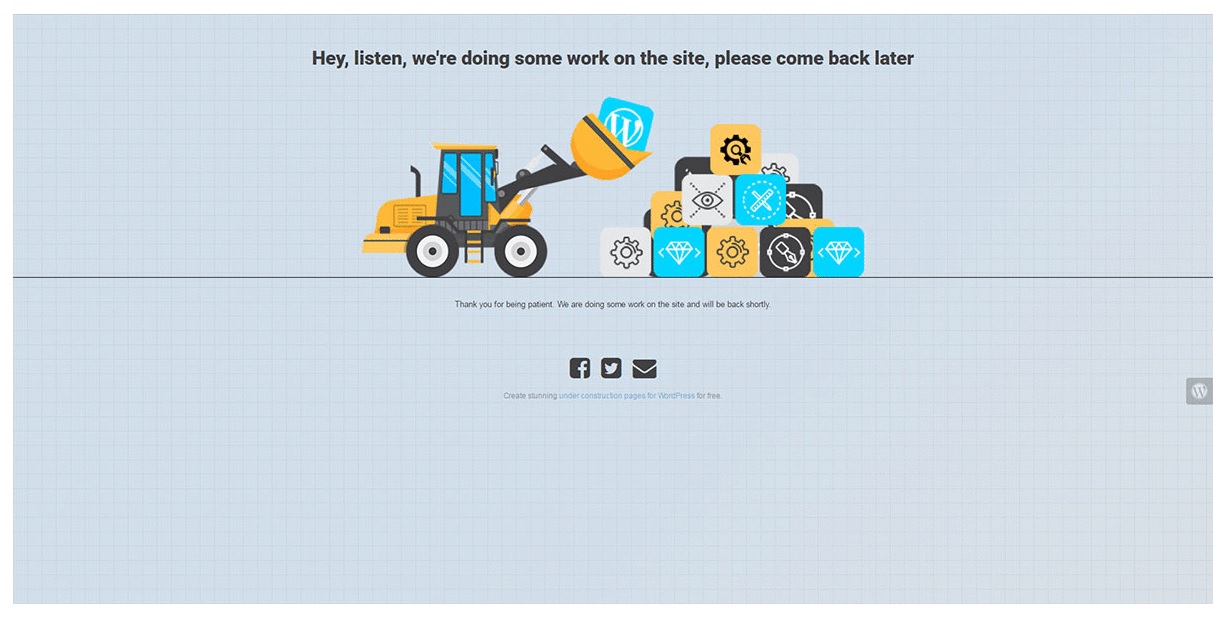 Hey, listen, we're doing some work on the site, please come back later
Thank you for being patient. We are doing some work on the site and will be back shortly.
Create stunning under construction pages for WordPress for free.